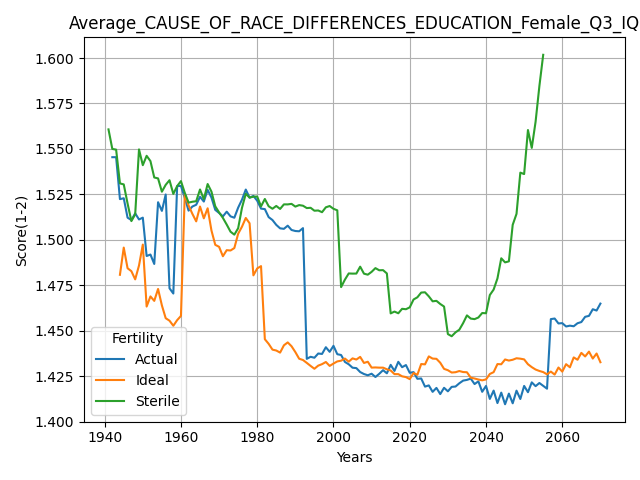 Average_CAUSE_OF_RACE_DIFFERENCES_EDUCATION_Female_Q3_IQ
1.600
1.575
1.550
1.525
1.500
1.475
1.450
1.425
1.400
Score(1-2)
Fertility
Actual
Ideal
Sterile
1940
1960
1980
2000
2020
2040
2060
Years